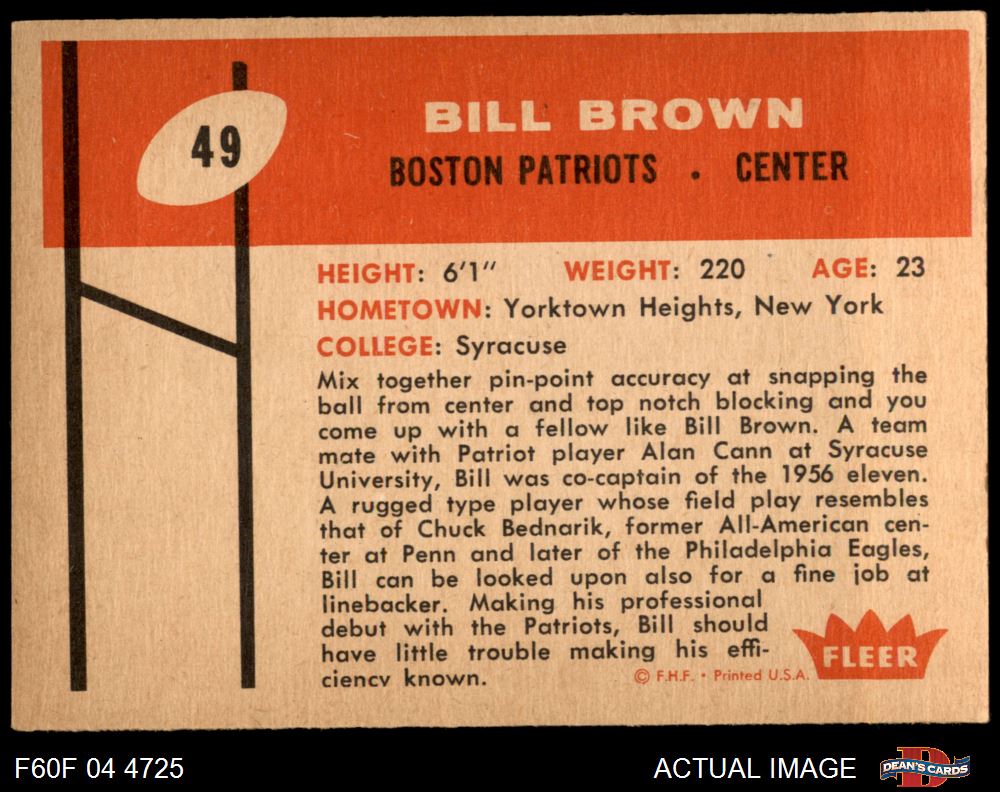 49
BILL BROWN
BOSTON PATRIOTS . CENTER
HEIGHT: 6'1" WEIGHT: 220 AGE: 23
HOMETOWN: Yorktown Heights, New York
COLLEGE: Syracuse
Mix together pin-point accuracy at snapping the
ball from center and top notch blocking and you
come up with a fellow like Bill Brown. A team
mate with Patriot player Alan Cann at Syracuse
University, Bill was co-captain of the 1956 eleven.
A rugged type player whose field play resembles
that of Chuck Bednarik, former All-American cen-
ter at Penn and later of the Philadelphia Eagles,
Bill can be looked upon also for a fine job at
linebacker. Making his professional
debut with the Patriots, Bill should
have little trouble making his effi-
ciency known.
FLEER
© F.H.F. • Printed U.S.A.
F60F 04 4725
ACTUAL IMAGE
D
DEAN'S CARDS